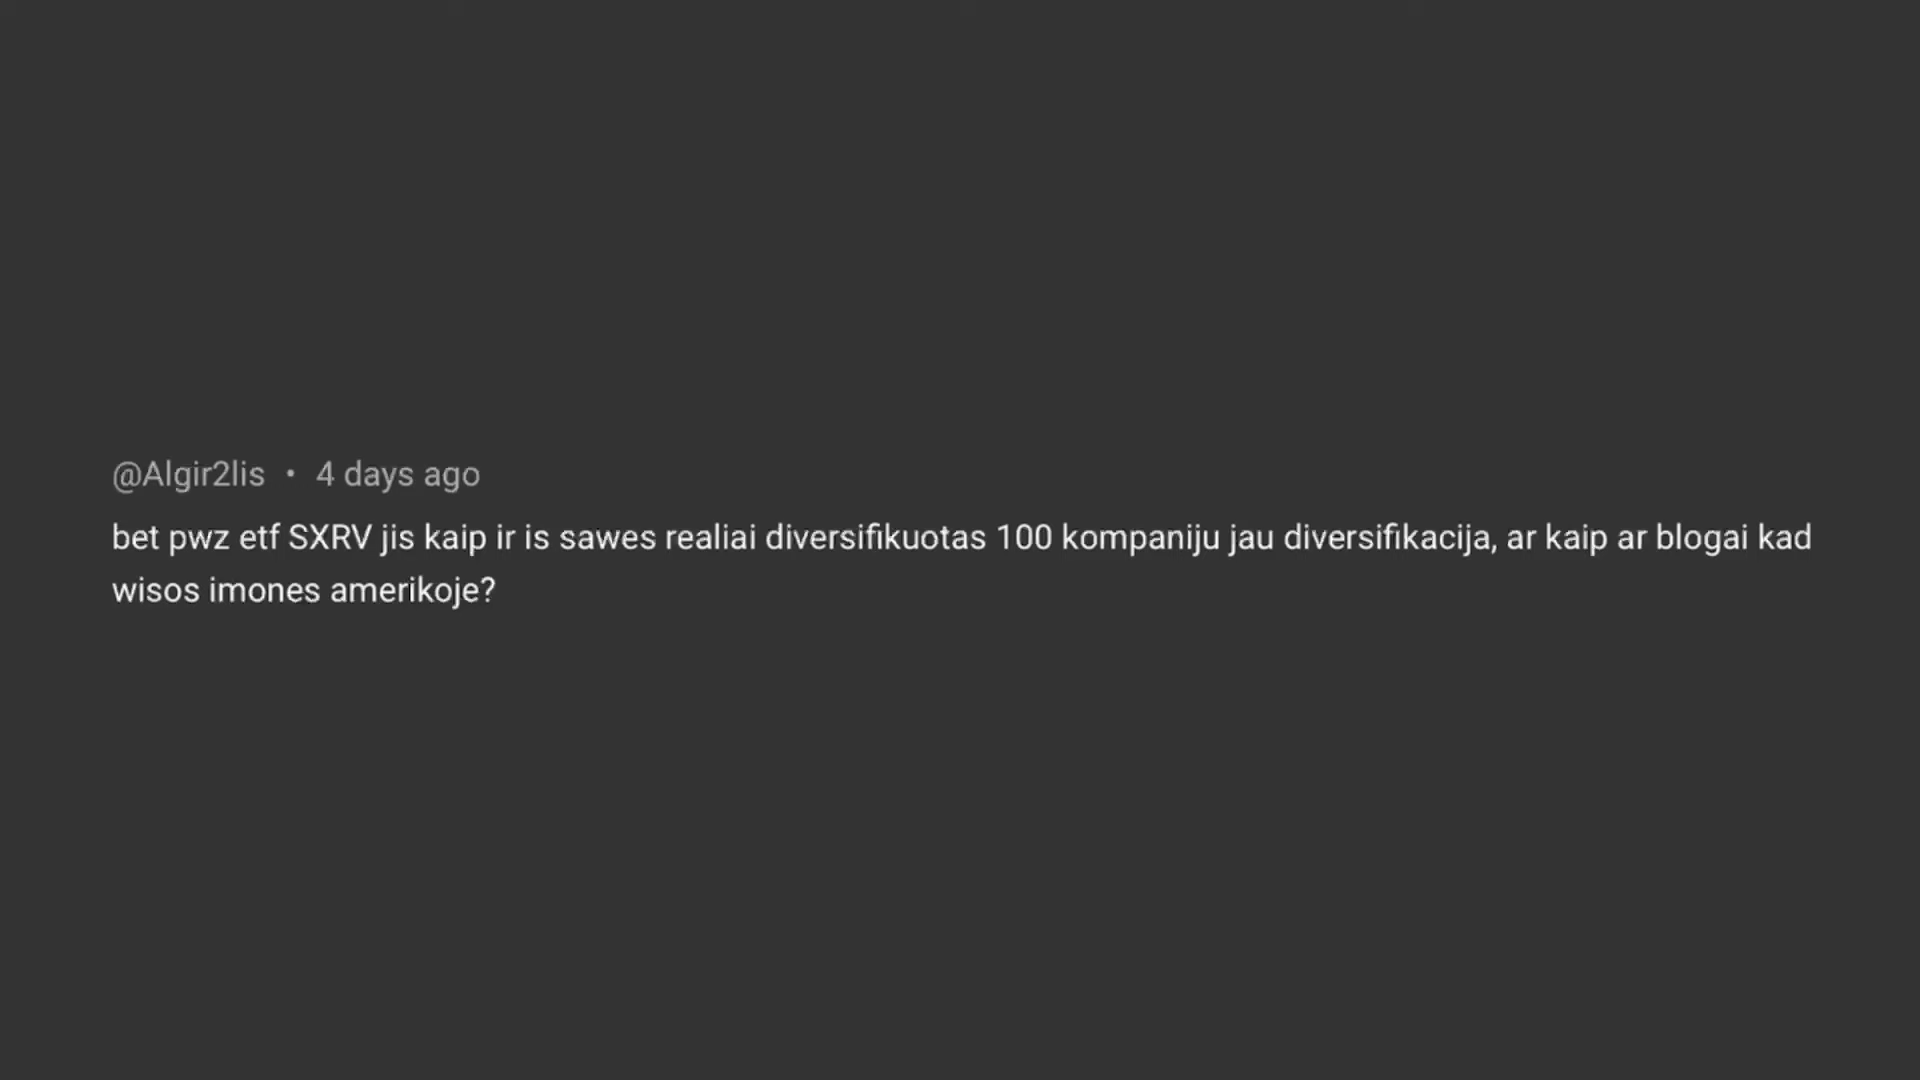 @Algir2lis • 4 days ago
bet pwz etf SXRV jis kaip ir is sawes realiai diversifikuotas 100 kompaniju jau diversifikacija, ar kaip ar blogai kad
wisos imones amerikoje?